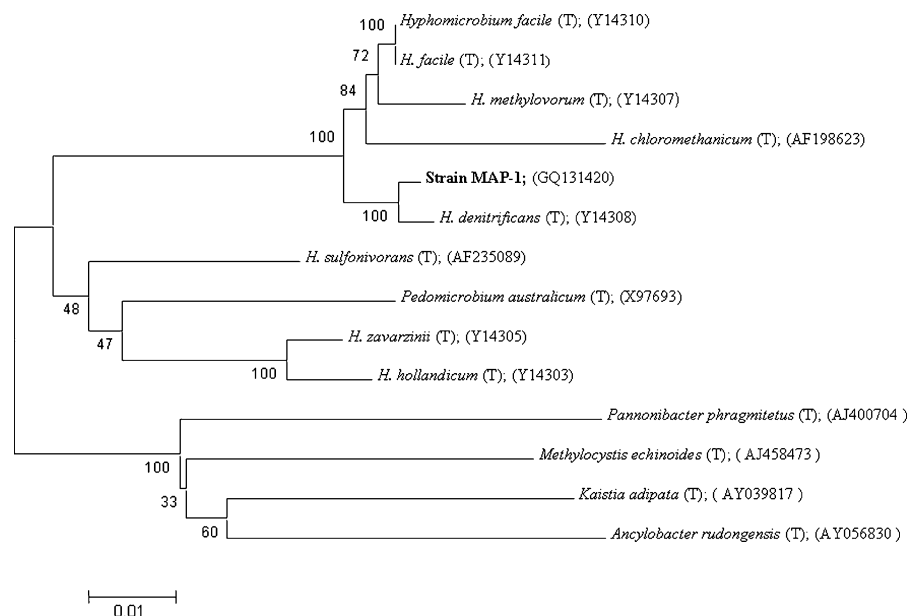 100 Hyphomicrobium facile (T); (Y14310)
72 H. facile (T); (Y14311)
84 H. methylovorum (T); (Y14307)
100 H. chloromethanicum (T); (AF198623)
Strain MAP-1; (GQ131420)
100 H. denitrificans (T); (Y14308)
H. sulfonivorans (T); (AF235089)
48 Pedomicrobium australicum (T); (X97693)
47 H. zavarzinii (T); (Y14305)
100 H. hollandicum (T); (Y14303)
Pannonibacter phragmitetus (T); (AJ400704 )
100 Methylocystis echinoides (T); ( AJ458473 )
33 Kaistia adipata (T); ( AY039817 )
60 Ancylobacter rudongensis (T); (AY056830 )
0.01